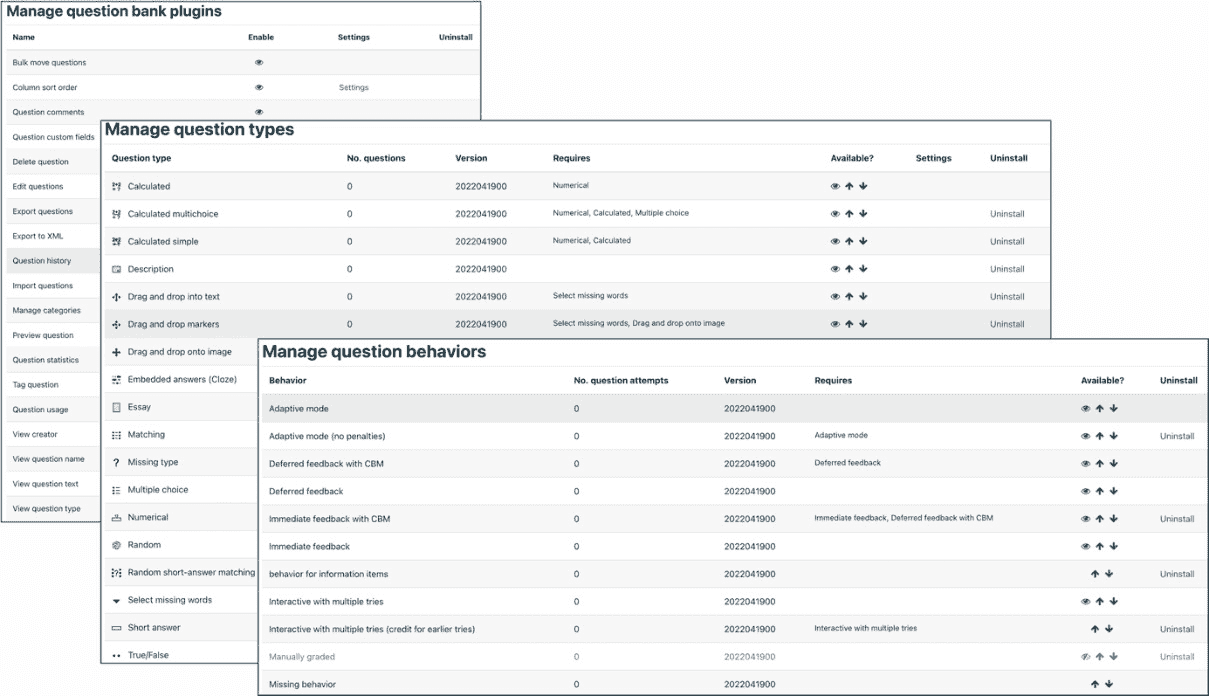 Manage question bank plugins
Name Enable Settings Uninstall
Bulk move questions
Column sort order Settings
Question comments
Question custom fields
Delete question
Edit questions
Export questions
Export to XML
Question history
Import questions
Manage categories
Preview question
Question statistics
Tag question
Question usage
View creator
View question name
View question text
View question type
Manage question types
Question type No. questions Version Requires Available? Settings Uninstall
Calculated 0 2022041900 Numerical
Calculated multichoice 0 2022041900 Numerical, Calculated, Multiple choice Uninstall
Calculated simple 0 2022041900 Numerical, Calculated Uninstall
Description 0 2022041900 Uninstall
Drag and drop into text 0 2022041900 Select missing words Uninstall
Drag and drop markers 0 2022041900 Select missing words, Drag and drop onto image Uninstall
Drag and drop onto image
Embedded answers (Cloze)
Essay
Matching
Missing type
Multiple choice
Numerical
Random
Random short-answer matching
Select missing words
Short answer
True/False
Manage question behaviors
Behavior No. question attempts Version Requires Available? Uninstall
Adaptive mode 0 2022041900
Adaptive mode (no penalties) 0 2022041900 Adaptive mode Uninstall
Deferred feedback with CBM 0 2022041900 Deferred feedback
Deferred feedback 0 2022041900
Immediate feedback with CBM 0 2022041900 Immediate feedback, Deferred feedback with CBM Uninstall
Immediate feedback 0 2022041900
behavior for information items 0 2022041900 Uninstall
Interactive with multiple tries 0 2022041900
Interactive with multiple tries (credit for earlier tries) 0 2022041900 Interactive with multiple tries Uninstall
Manually graded 0 2022041900 Uninstall
Missing behavior 0 2022041900